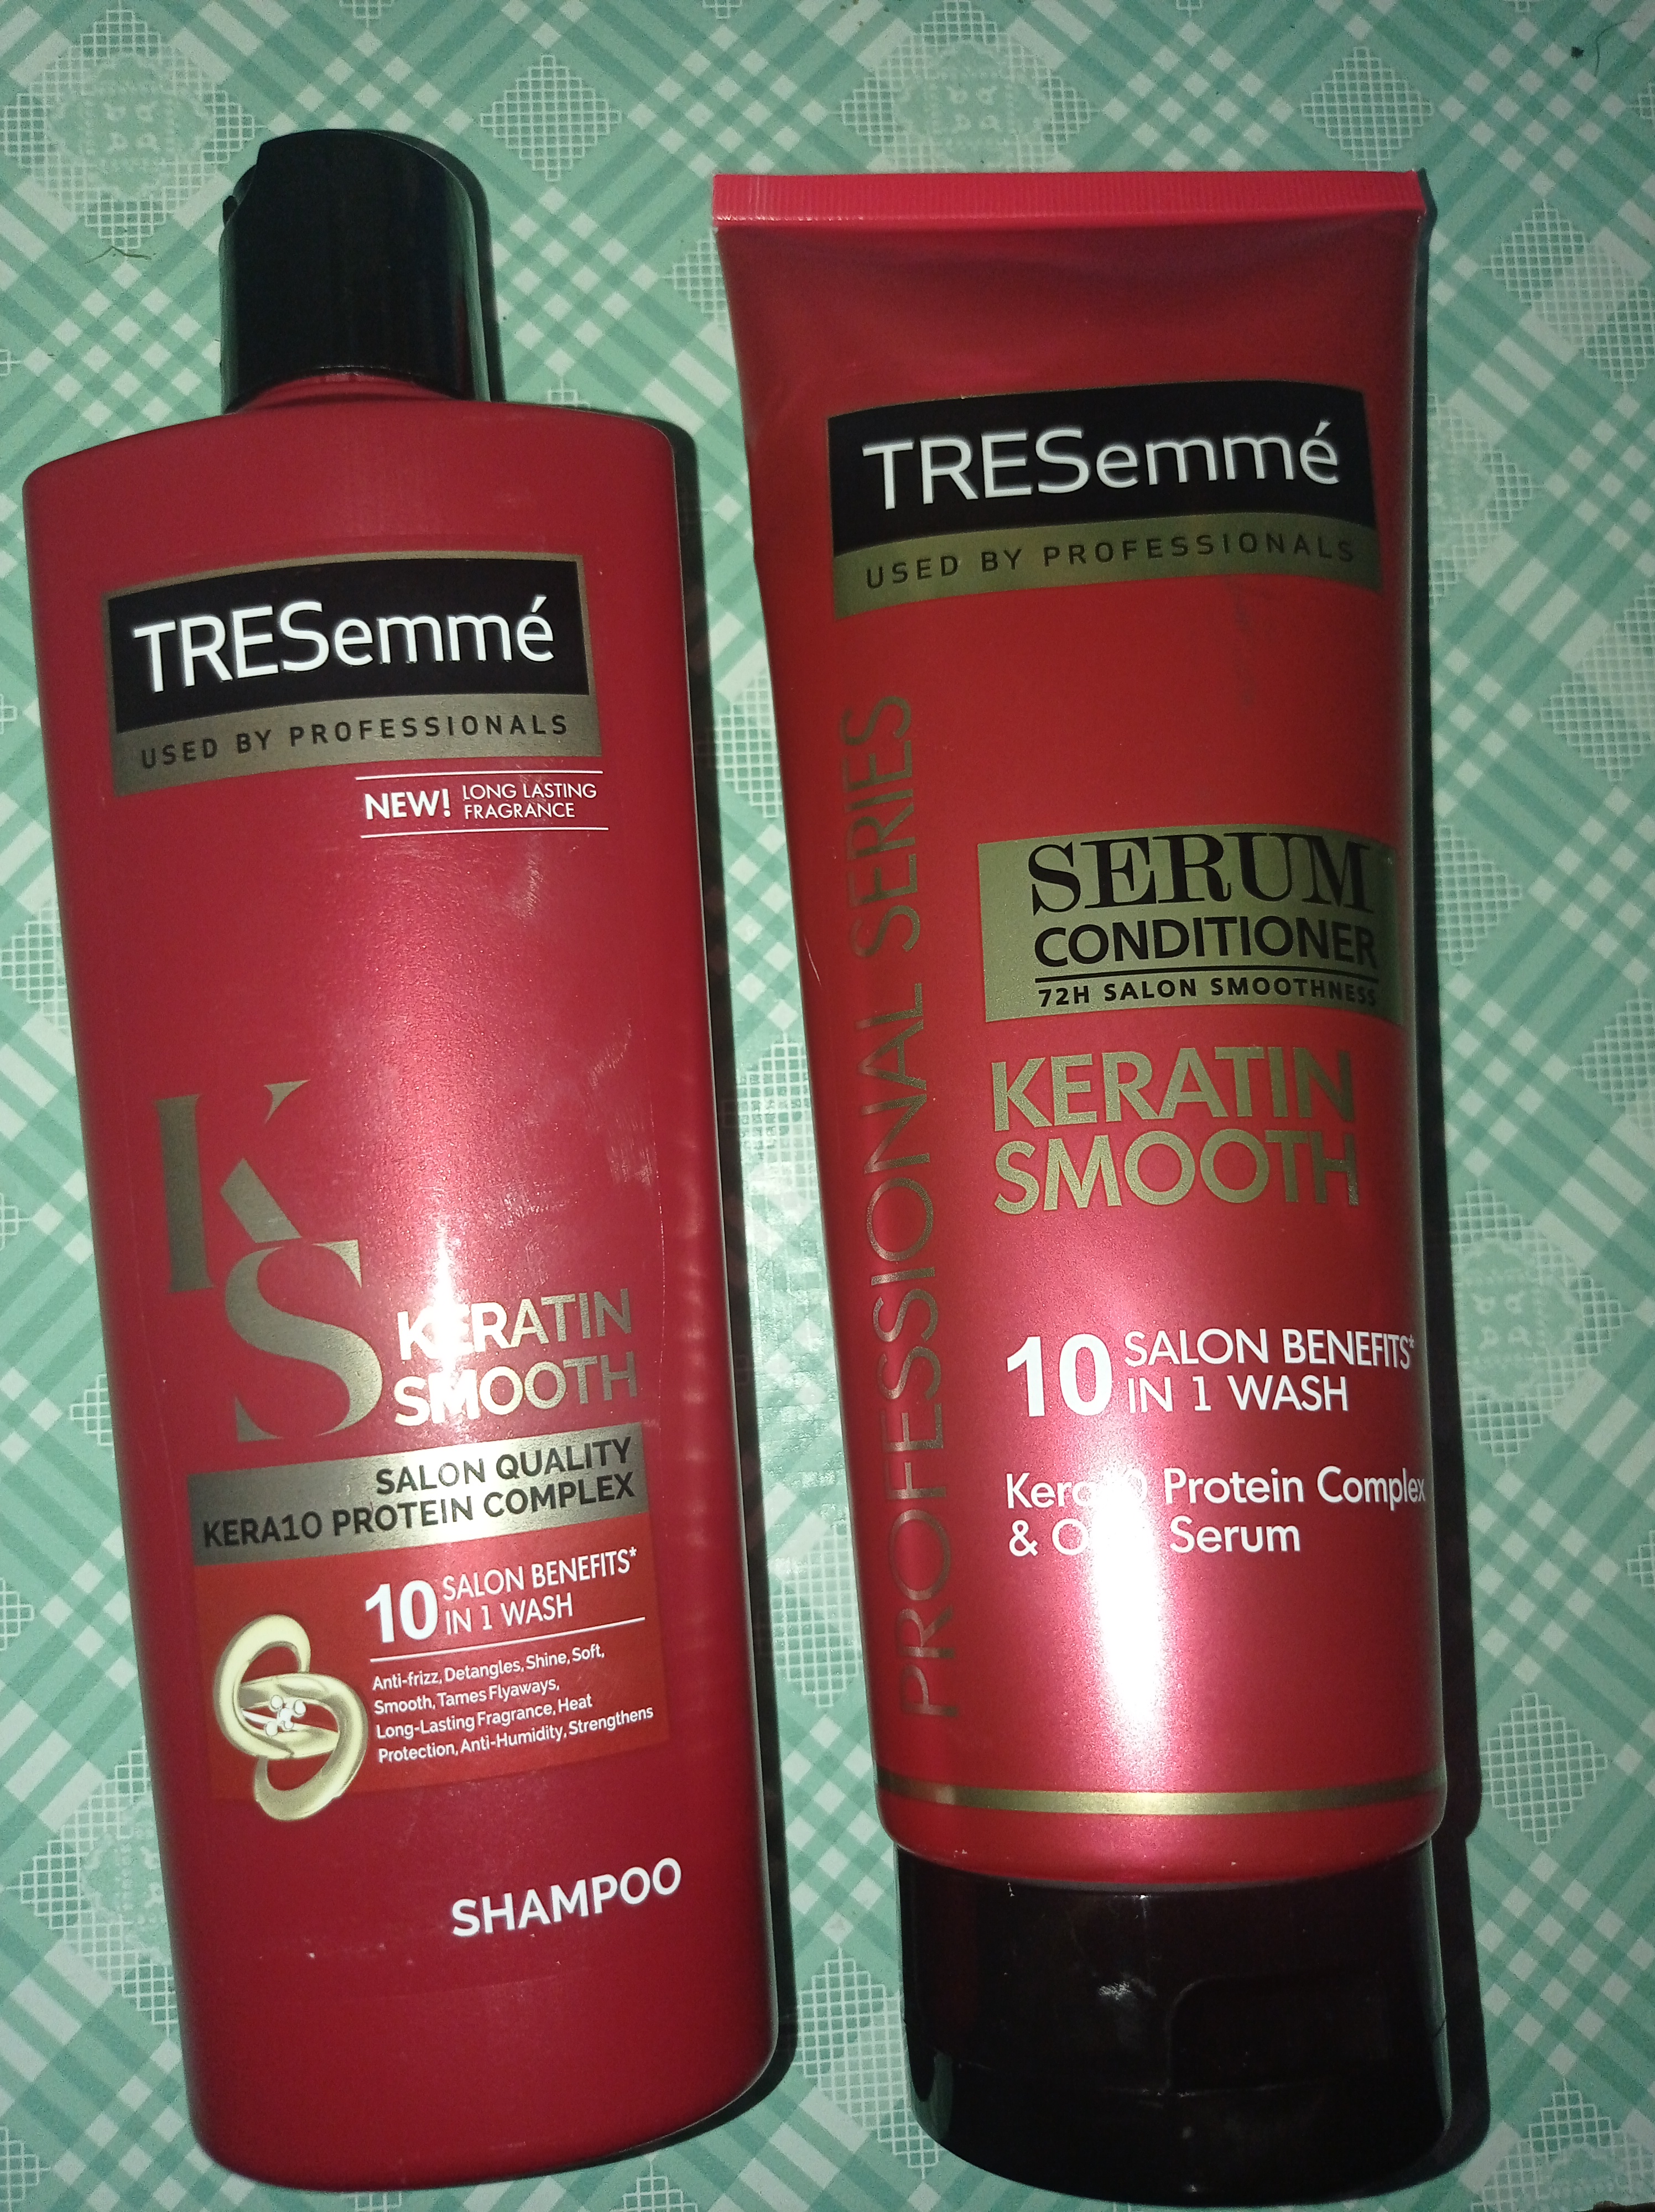 TRESemmé
USED BY PROFESSIONALS
NEW! LONG LASTING
FRAGRANCE
KS
KERATIN
SMOOTH
SALON QUALITY
KERA10 PROTEIN COMPLEX
10 SALON BENEFITS*
IN 1 WASH
Anti-frizz, Detangles, Shine, Soft,
Smooth, Tames Flyaways,
Long-Lasting Fragrance, Heat
Protection, Anti-Humidity, Strengthens
SHAMPOO
TRESemmé
USED BY PROFESSIONALS
PROFESSIONAL SERIES
SERUM
CONDITIONER
72H SALON SMOOTHNESS
KERATIN
SMOOTH
10 SALON BENEFITS*
IN 1 WASH
Kera10 Protein Complex
& Serum